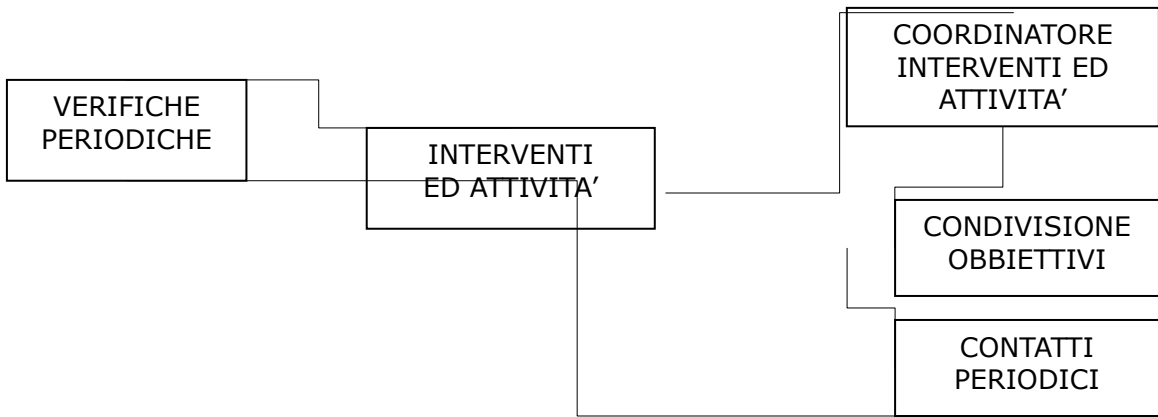 VERIFICHE
PERIODICHE
INTERVENTI
ED ATTIVITA’
COORDINATORE
INTERVENTI ED
ATTIVITA’
CONDIVISIONE
OBBIETTIVI
CONTATTI
PERIODICI